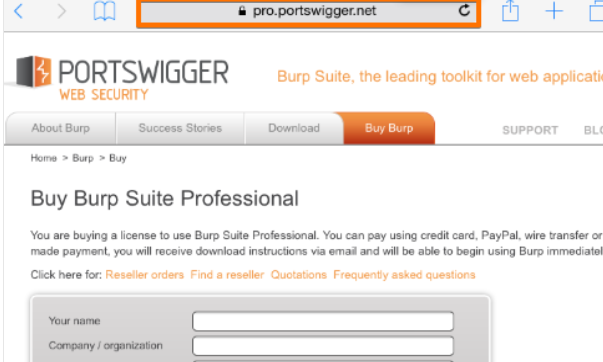 pro.portswigger.net
PORTSWIGGER
WEB SECURITY
Burp Suite, the leading toolkit for web
About Burp Success Stories Download Buy Burp SUPPORT
Home > Burp > Buy
Buy Burp Suite Professional
You are buying a license to use Burp Suite Professional. You can pay using credit card, PayPal, wire transfer or
made payment, you will receive download instructions via email and will be able to begin using Burp
Click here for: Reseller orders Find a reseller Quotations Frequently asked questions
Your name
Company / organization